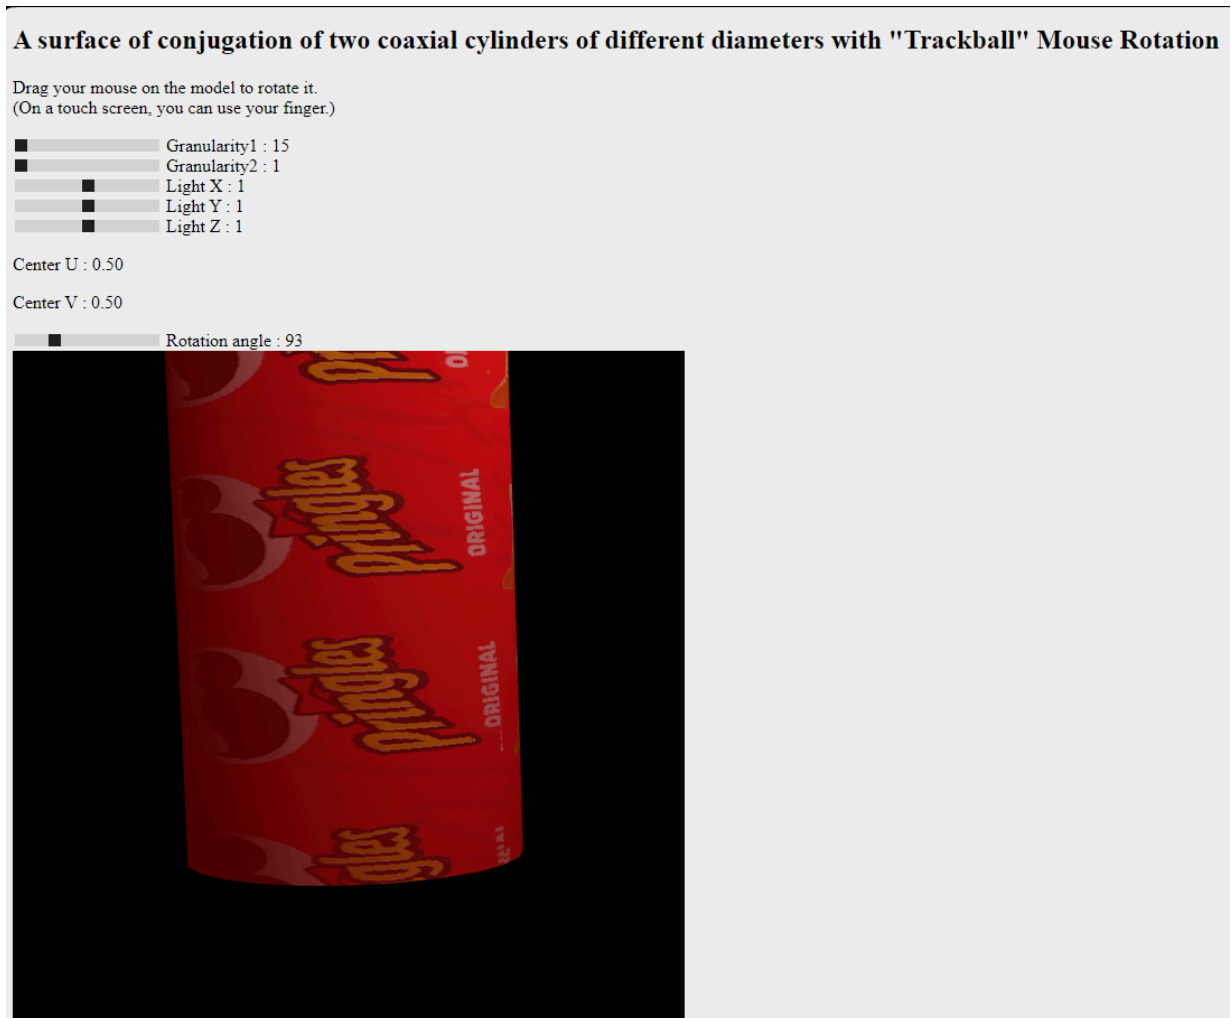 A surface of conjugation of two coaxial cylinders of different diameters with "Trackball" Mouse Rotation
Drag your mouse on the model to rotate it.
(On a touch screen, you can use your finger.)
Granularity1 : 15
Granularity2 : 1
Light X : 1
Light Y : 1
Light Z : 1
Center U : 0.50
Center V : 0.50
Rotation angle : 93
pringles
ORIGINAL
pringles
ORIGINAL